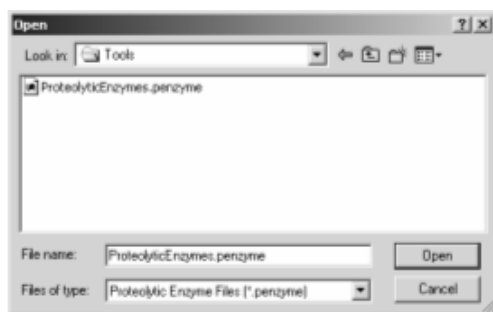 Open
Look in: Tools
ProteolyticEnzymes.penzyme
File name: ProteolyticEnzymes.penzyme Open
Files of type: Proteolytic Enzyme Files (*.penzyme) Cancel